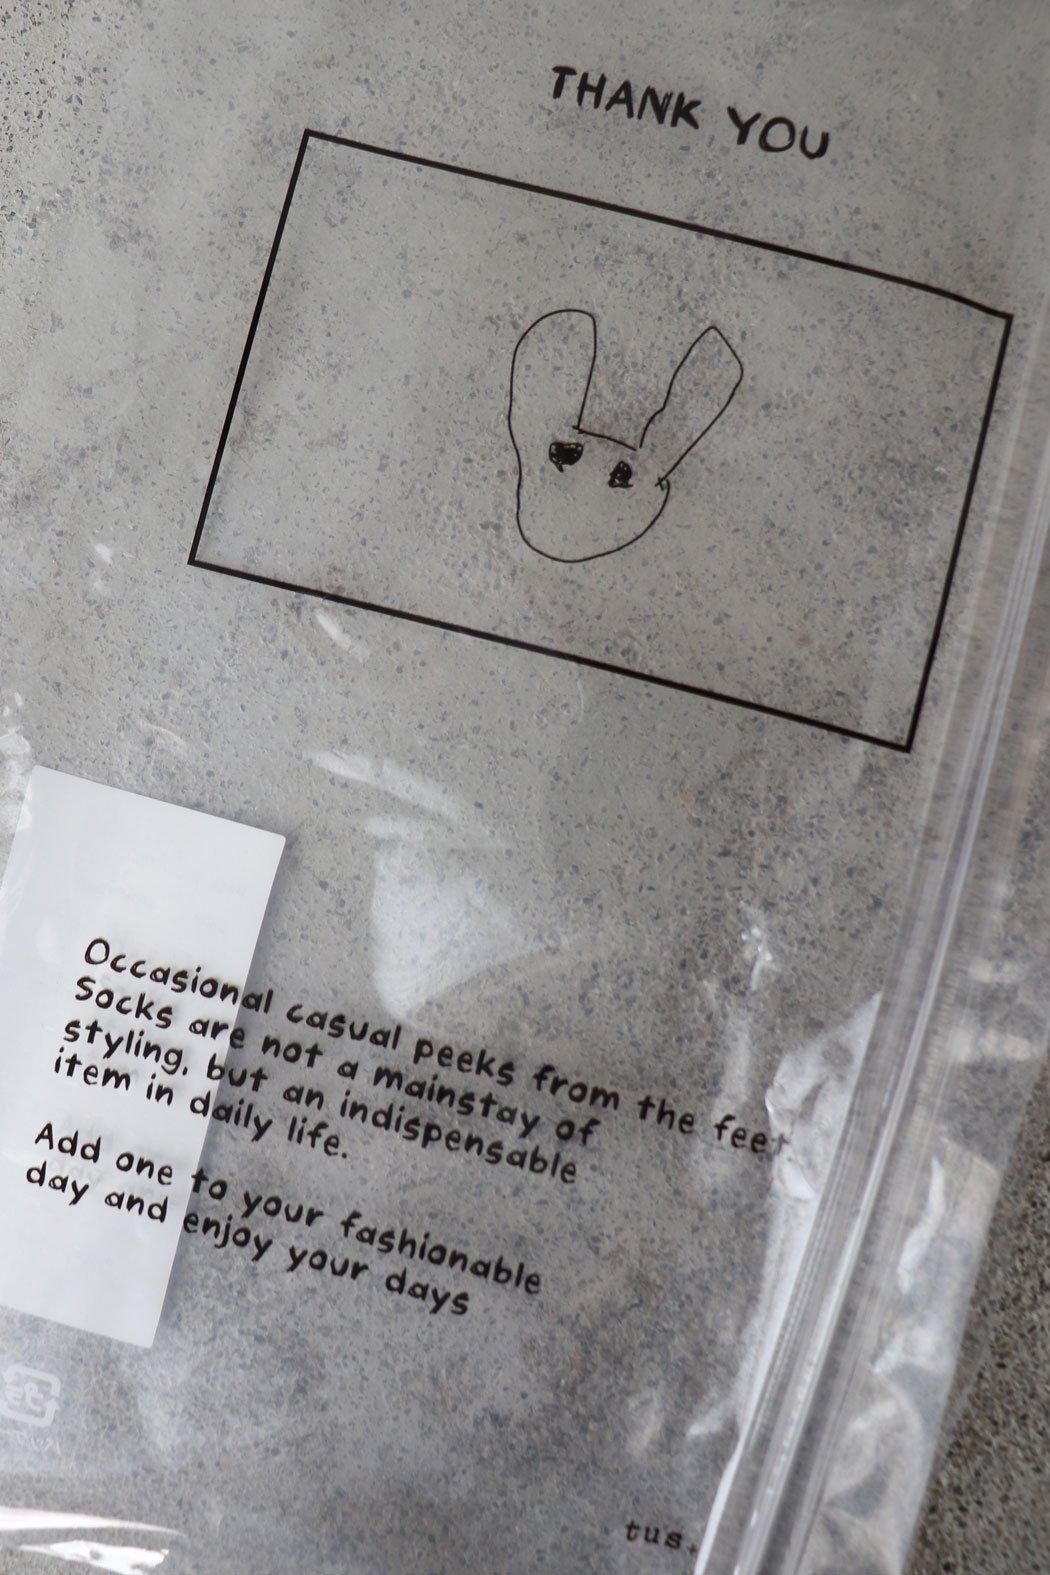 THANK YOU
Occasional casual peeks from the feet
Socks are not a mainstay of
styling, but an indispensable
item in daily life.
Add one to your fashionable
day and enjoy your days
tus.